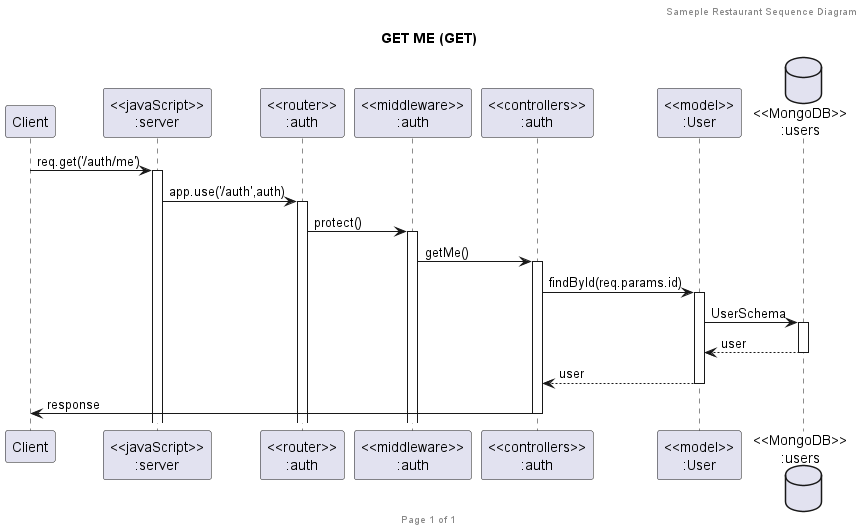 Sameple Restaurant Sequence Diagram
GET ME (GET)
Client
<<javaScript>>
:server
<<router>>
:auth
<<middleware>>
:auth
<<controllers>>
:auth
<<model>>
:User
<<MongoDB>>
:users
req.get('/auth/me')
app.use('/auth',auth)
protect()
getMe()
findById(req.params.id)
UserSchema
user
user
response
Client
<<javaScript>>
:server
<<router>>
:auth
<<middleware>>
:auth
<<controllers>>
:auth
<<model>>
:User
<<MongoDB>>
:users
Page 1 of 1